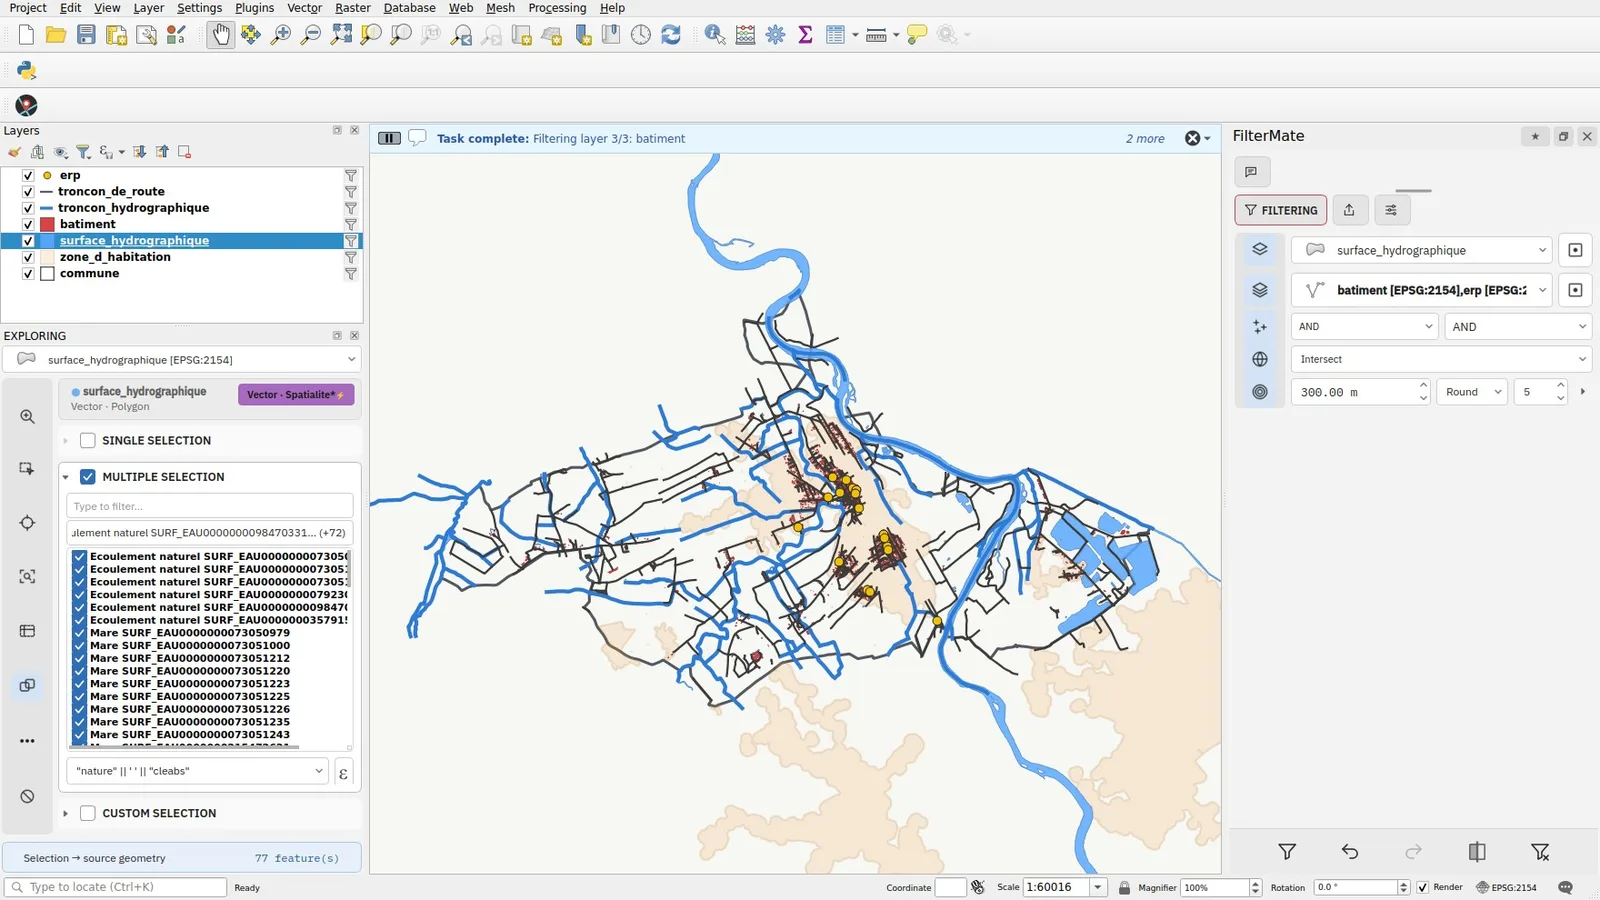 Project Edit View Layer Settings Plugins Vector Raster Database Web Mesh Processing Help
Layers
erp
troncon_de_route
troncon_hydrographique
batiment
surface_hydrographique
zone_d_habitation
commune
EXPLORING
surface_hydrographique [EPSG:2154]
surface_hydrographique
Vector · Polygon
Vector · Spatialite*⚡
SINGLE SELECTION
MULTIPLE SELECTION
Type to filter...
ulement naturel SURF_EAU0000000098470331... (+72)
Ecoulement naturel SURF_EAU000000007305
Ecoulement naturel SURF_EAU000000007305
Ecoulement naturel SURF_EAU000000007305
Ecoulement naturel SURF_EAU000000007923
Ecoulement naturel SURF_EAU000000009847
Ecoulement naturel SURF_EAU000000035791
Mare SURF_EAU0000000073050979
Mare SURF_EAU0000000073051000
Mare SURF_EAU0000000073051212
Mare SURF_EAU0000000073051220
Mare SURF_EAU0000000073051223
Mare SURF_EAU0000000073051225
Mare SURF_EAU0000000073051226
Mare SURF_EAU0000000073051235
Mare SURF_EAU0000000073051243
"nature" || ' ' || "cleabs"
ε
CUSTOM SELECTION
Selection → source geometry 77 feature(s)
Task complete: Filtering layer 3/3: batiment 2 more
FilterMate
FILTERING
surface_hydrographique
batiment [EPSG:2154],erp [EPSG:2
AND AND
Intersect
300.00 m Round 5
Type to locate (Ctrl+K) Ready Coordinate Scale 1:60016 Magnifier 100% Rotation 0.0 ° Render EPSG:2154